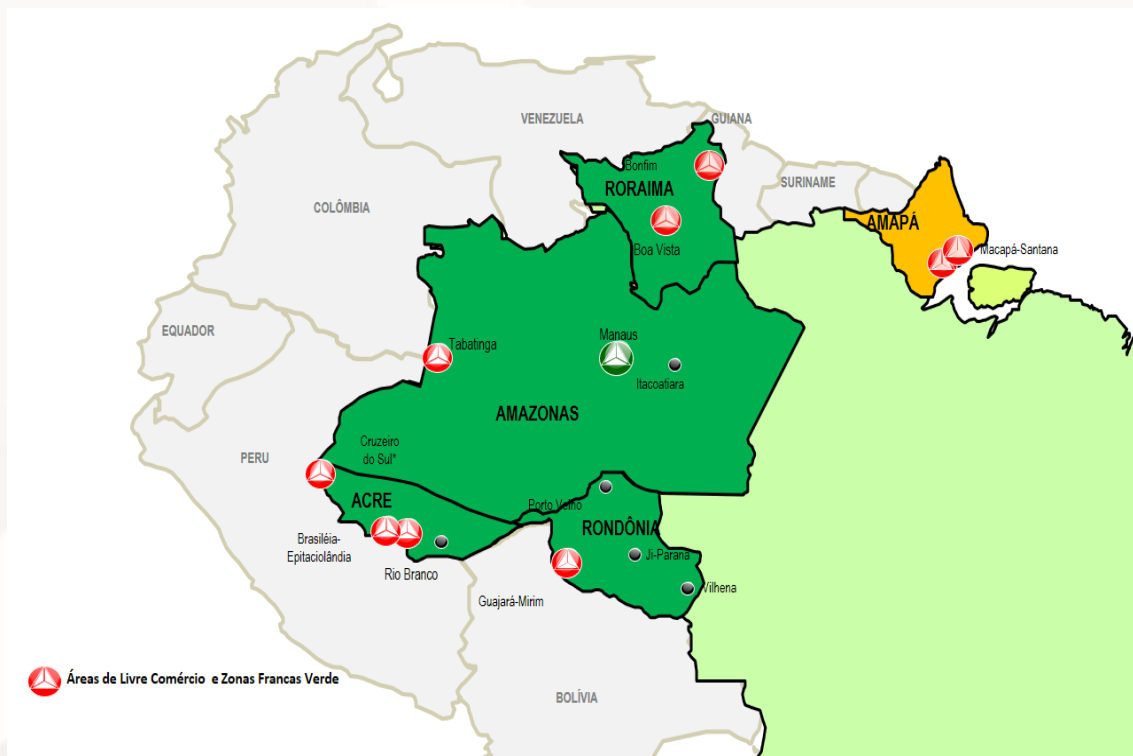 VENEZUELA
GUIANA
Bonfim
RORAIMA
SURINAME
COLÔMBIA
AMAPÁ
Boa Vista
Macapá-Santana
EQUADOR
Manaus
Tabatinga
Itacoatiara
AMAZONAS
Cruzeiro
do Sul*
PERU
ACRE
Porto Velho
RONDÔNIA
Brasiléia-
Epitaciolândia
Ji-Paraná
Rio Branco
Vilhena
Guajará-Mirim
Áreas de Livre Comércio e Zonas Francas Verde
BOLÍVIA